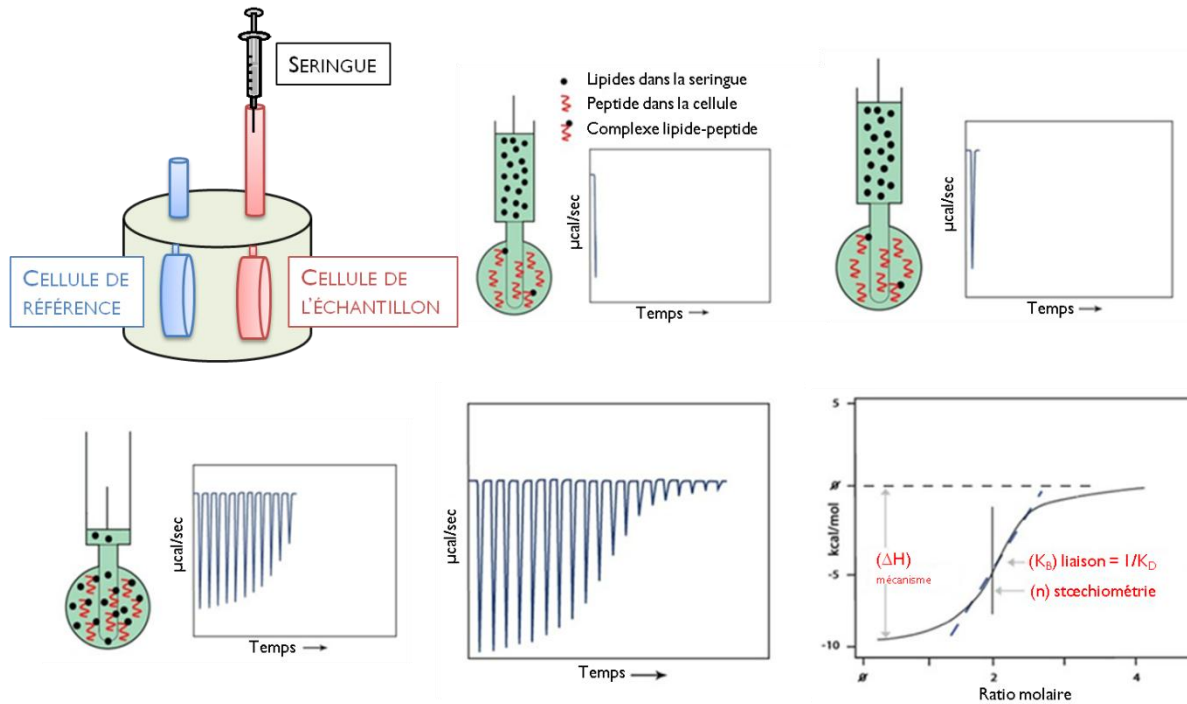 SERINGUE
CELLULE DE
RÉFÉRENCE
CELLULE DE
L'ÉCHANTILLON
Lipides dans la seringue
Peptide dans la cellule
Complexe lipide-peptide
µcal/sec
Temps
µcal/sec
Temps
µcal/sec
Temps
µcal/sec
Temps
5
0
-5
-10
kcal/mol
(ΔH)
mécanisme
(KB) liaison = 1/KD
(n) stœchiométrie
0
2
4
Ratio molaire